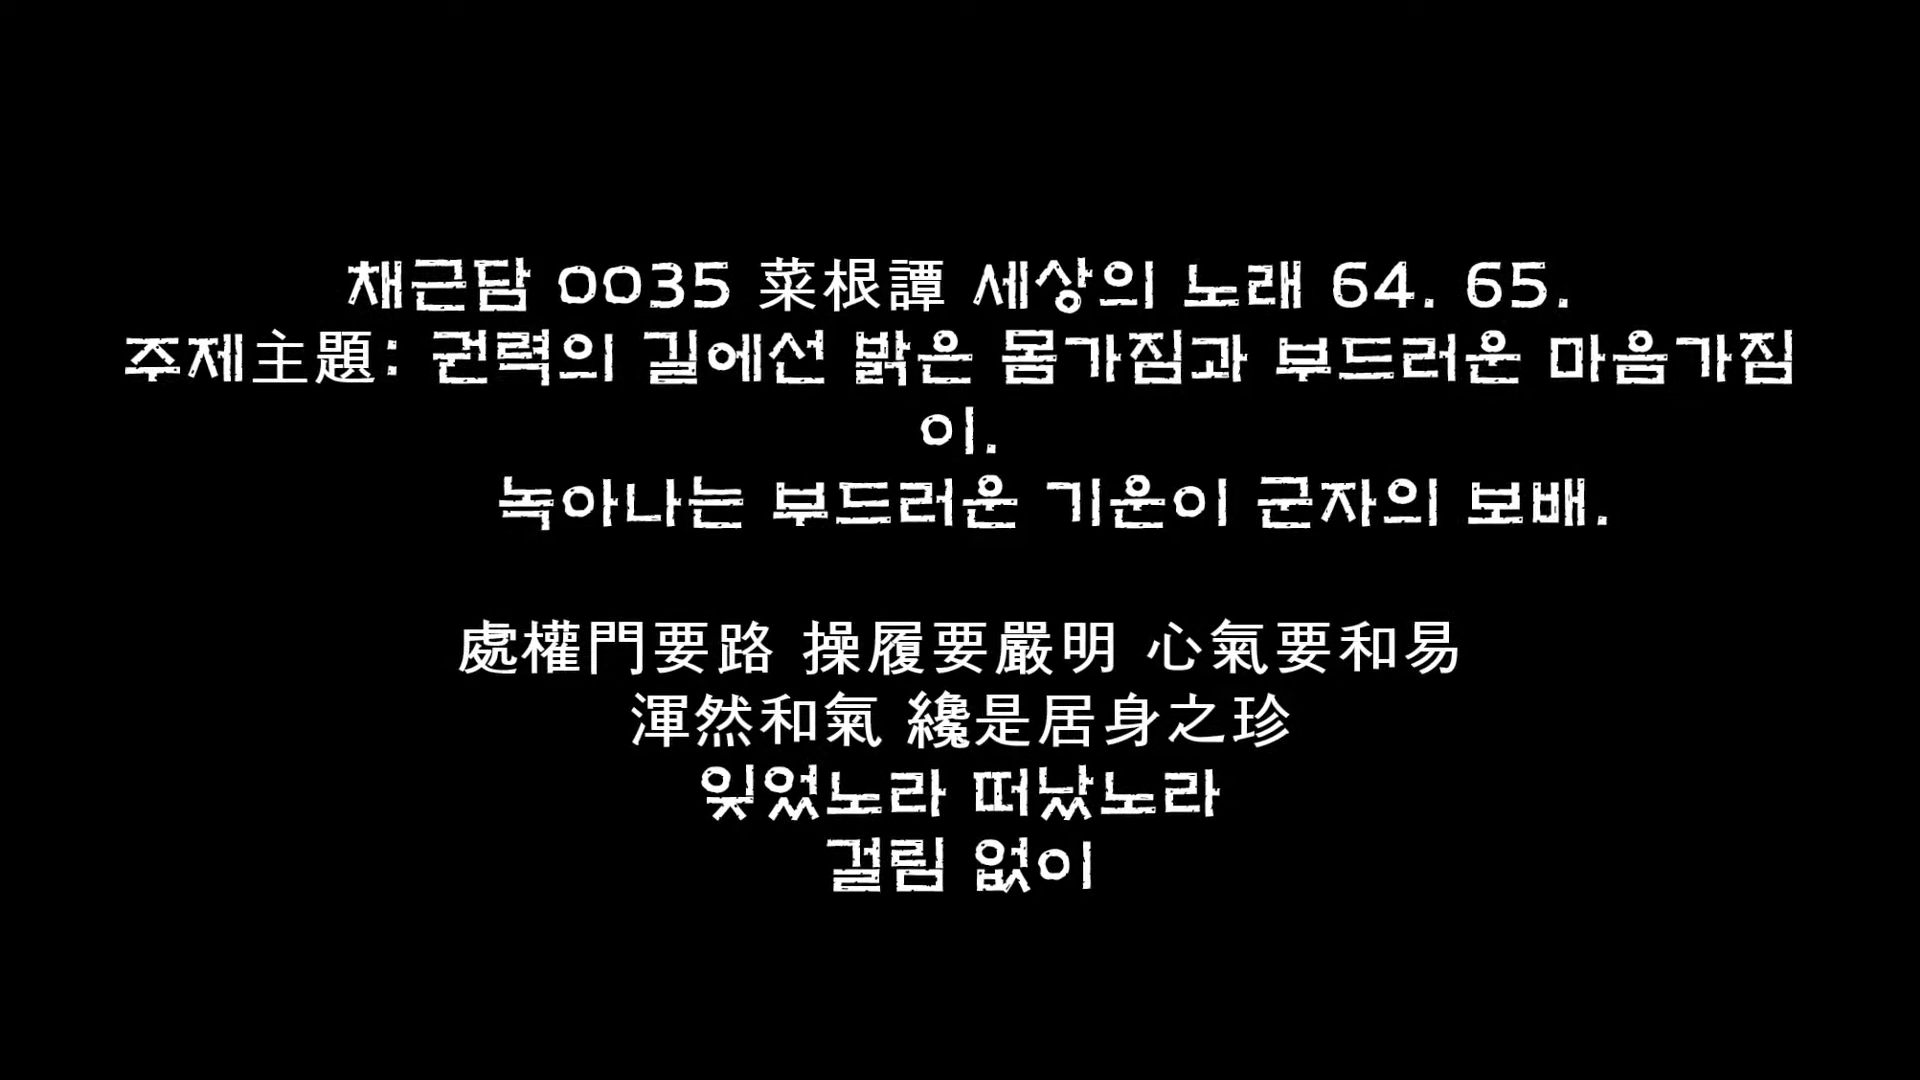 채근담 0035 菜根譚 세상의 노래 64. 65.
주제主題: 권력의 길에선 밝은 몸가짐과 부드러운 마음가짐
이.
녹아나는 부드러운 기운이 군자의 보배.
處權門要路 操履要嚴明 心氣要和易
渾然和氣 纔是居身之珍
잊었노라 떠났노라
걸림 없이